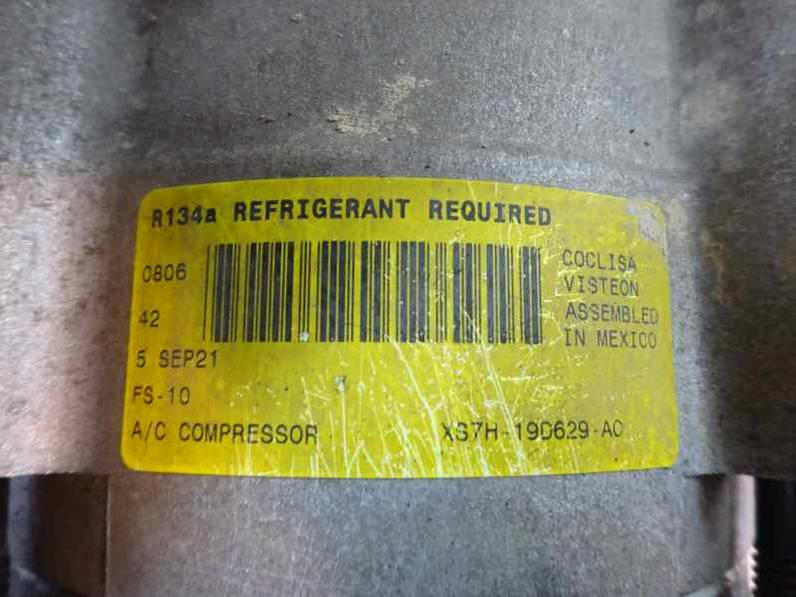 R134a REFRIGERANT REQUIRED
0806
42
5 SEP21
FS-10
A/C COMPRESSOR
COCLISA
VISTEON
ASSEMBLED
IN MEXICO
XS7H-19D629-AC